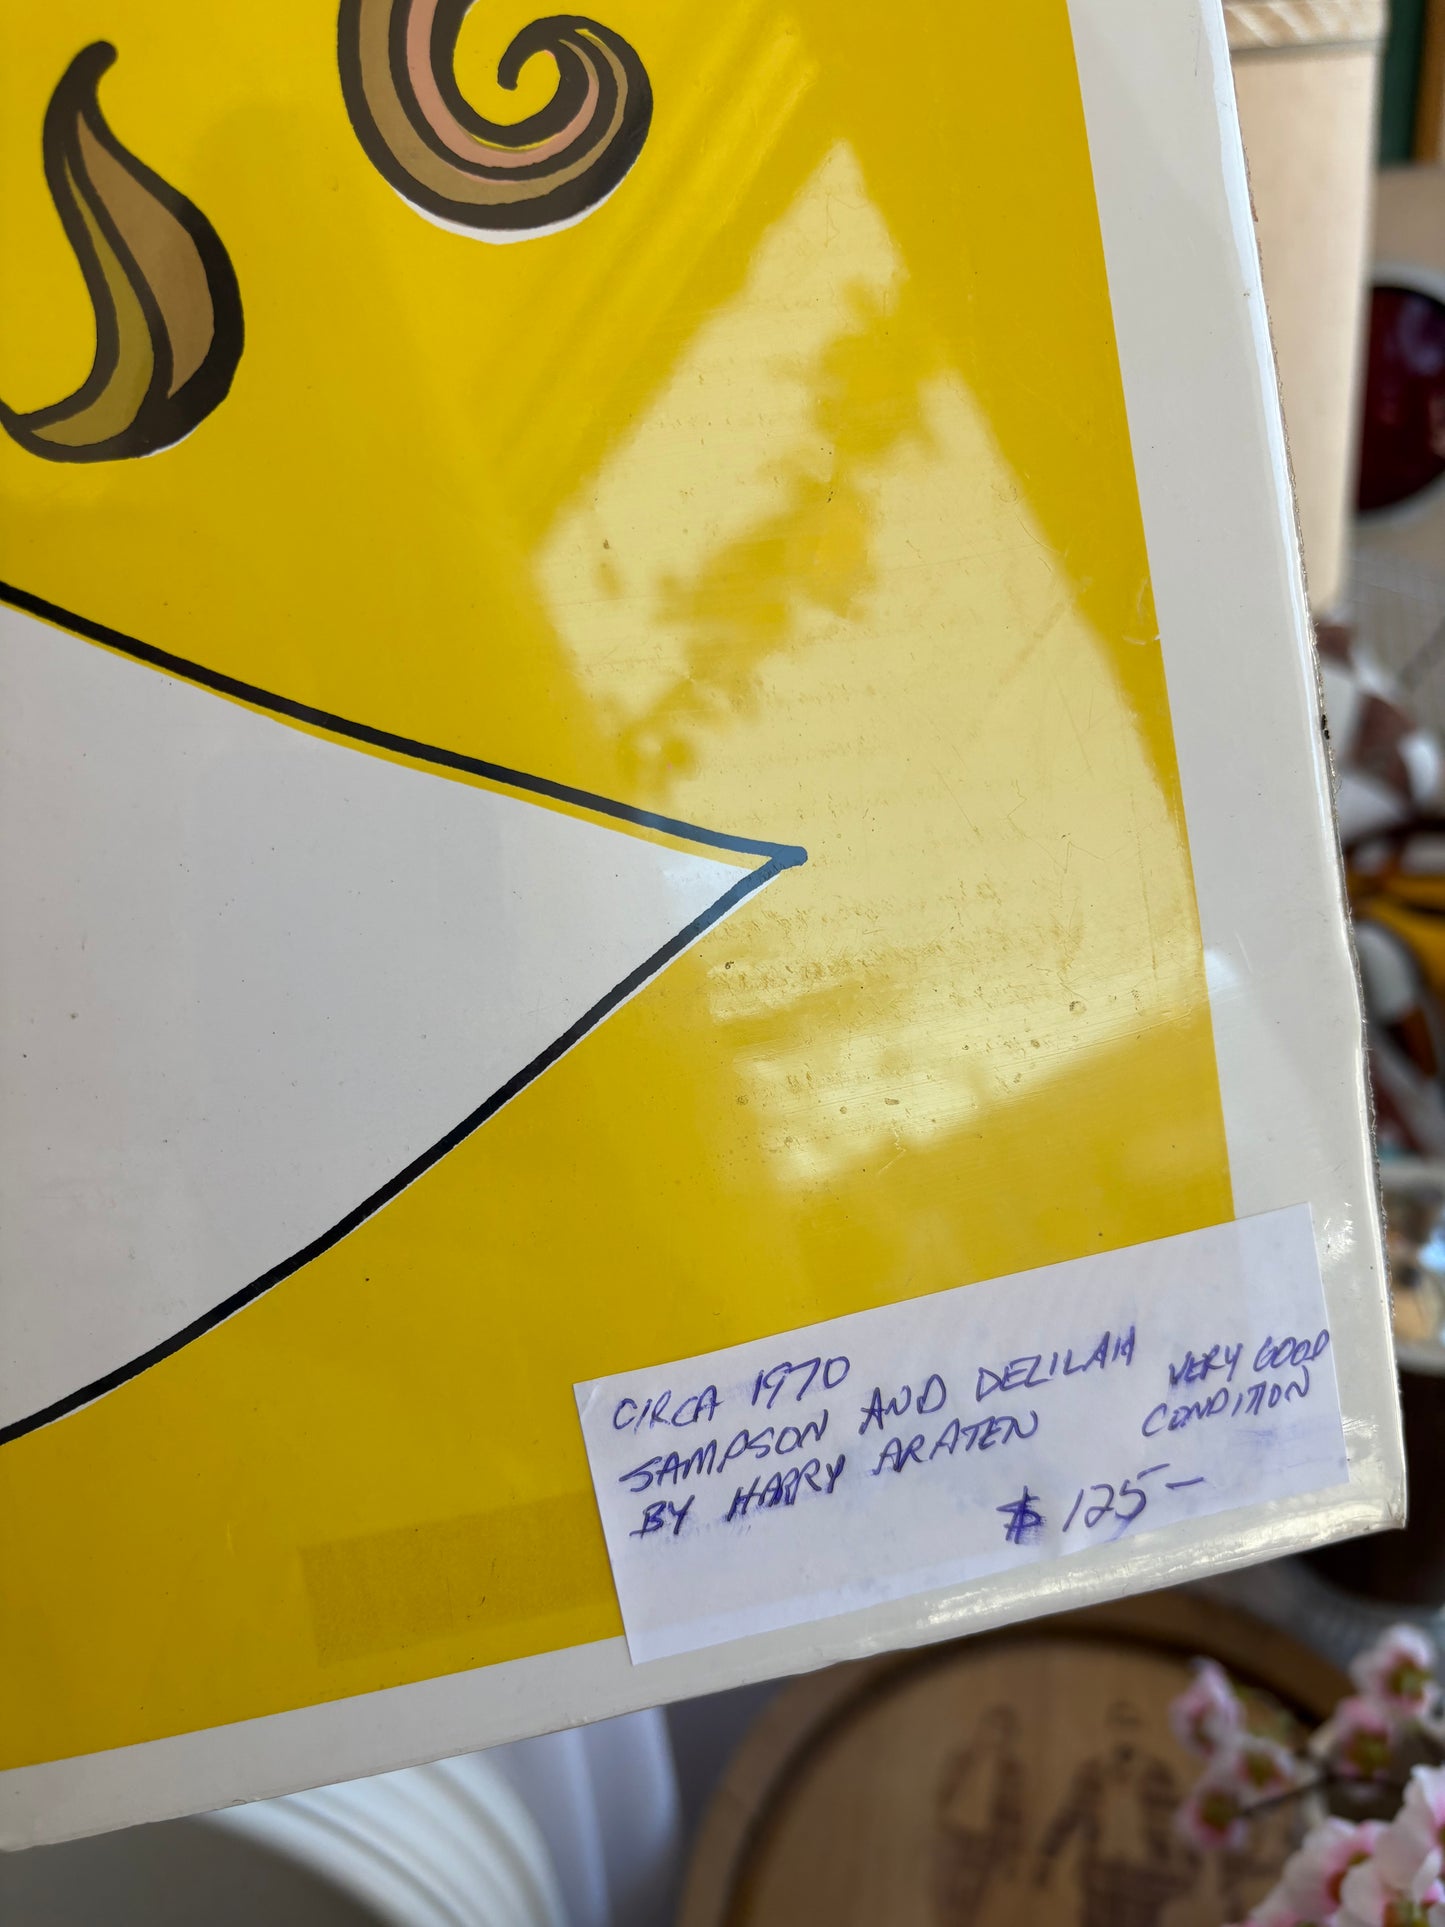 CIRCA 1970
SAMPSON AND DELILAH
BY HARRY ARATEN
VERY GOOD
CONDITION
$125-